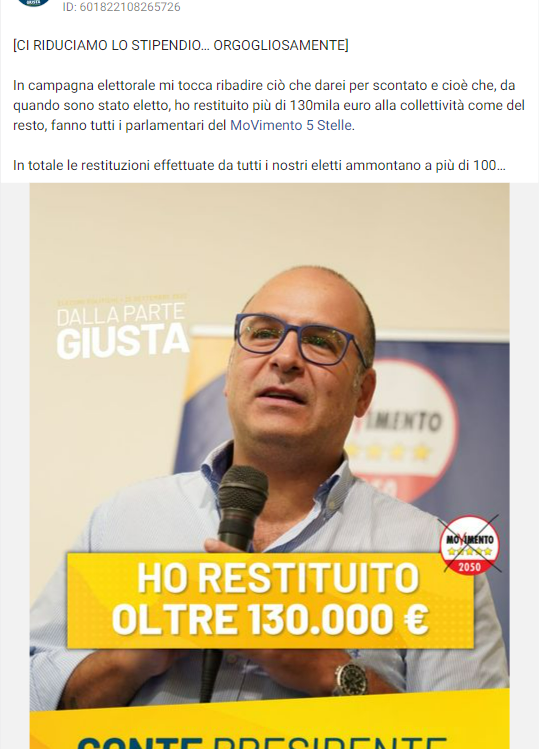 ID: 601822108265726
[CI RIDUCIAMO LO STIPENDIO... ORGOGLIOSAMENTE]
In campagna elettorale mi tocca ribadire ciò che darei per scontato e cioè che, da
quando sono stato eletto, ho restituito più di 130mila euro alla collettività come del
resto, fanno tutti i parlamentari del MoVimento 5 Stelle.
In totale le restituzioni effettuate da tutti i nostri eletti ammontano a più di 100...
DALLA PARTE
GIUSTA
IMENTO
2050
MOVIMENTO
2050
HO RESTITUITO
OLTRE 130.000 €
CONTE PRESIDENTE